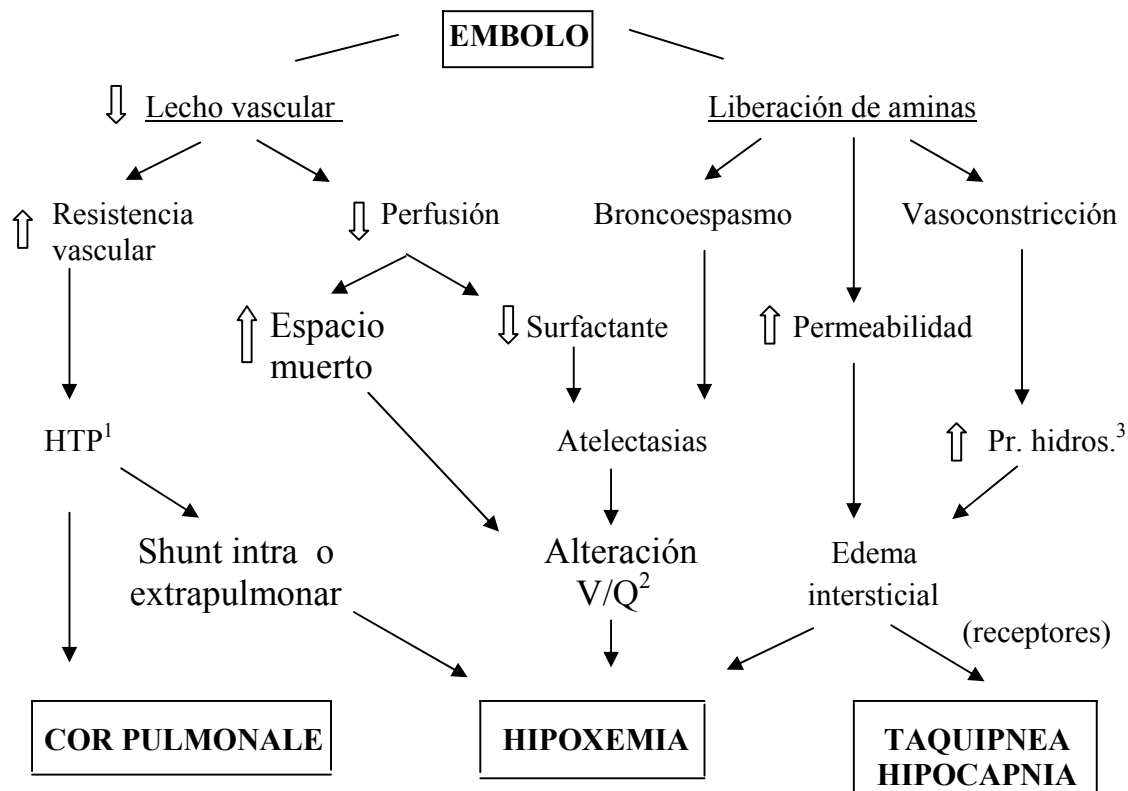 EMBOLO
⇩ Lecho vascular
Liberación de aminas
⇧ Resistencia
vascular
⇩ Perfusión
Broncoespasmo
Vasoconstricción
⇧ Espacio
muerto
⇩ Surfactante
⇧ Permeabilidad
HTP¹
Atelectasias
⇧ Pr. hidros.³
Shunt intra o
extrapulmonar
Alteración
V/Q²
Edema
intersticial
(receptores)
COR PULMONALE
HIPOXEMIA
TAQUIPNEA
HIPOCAPNIA